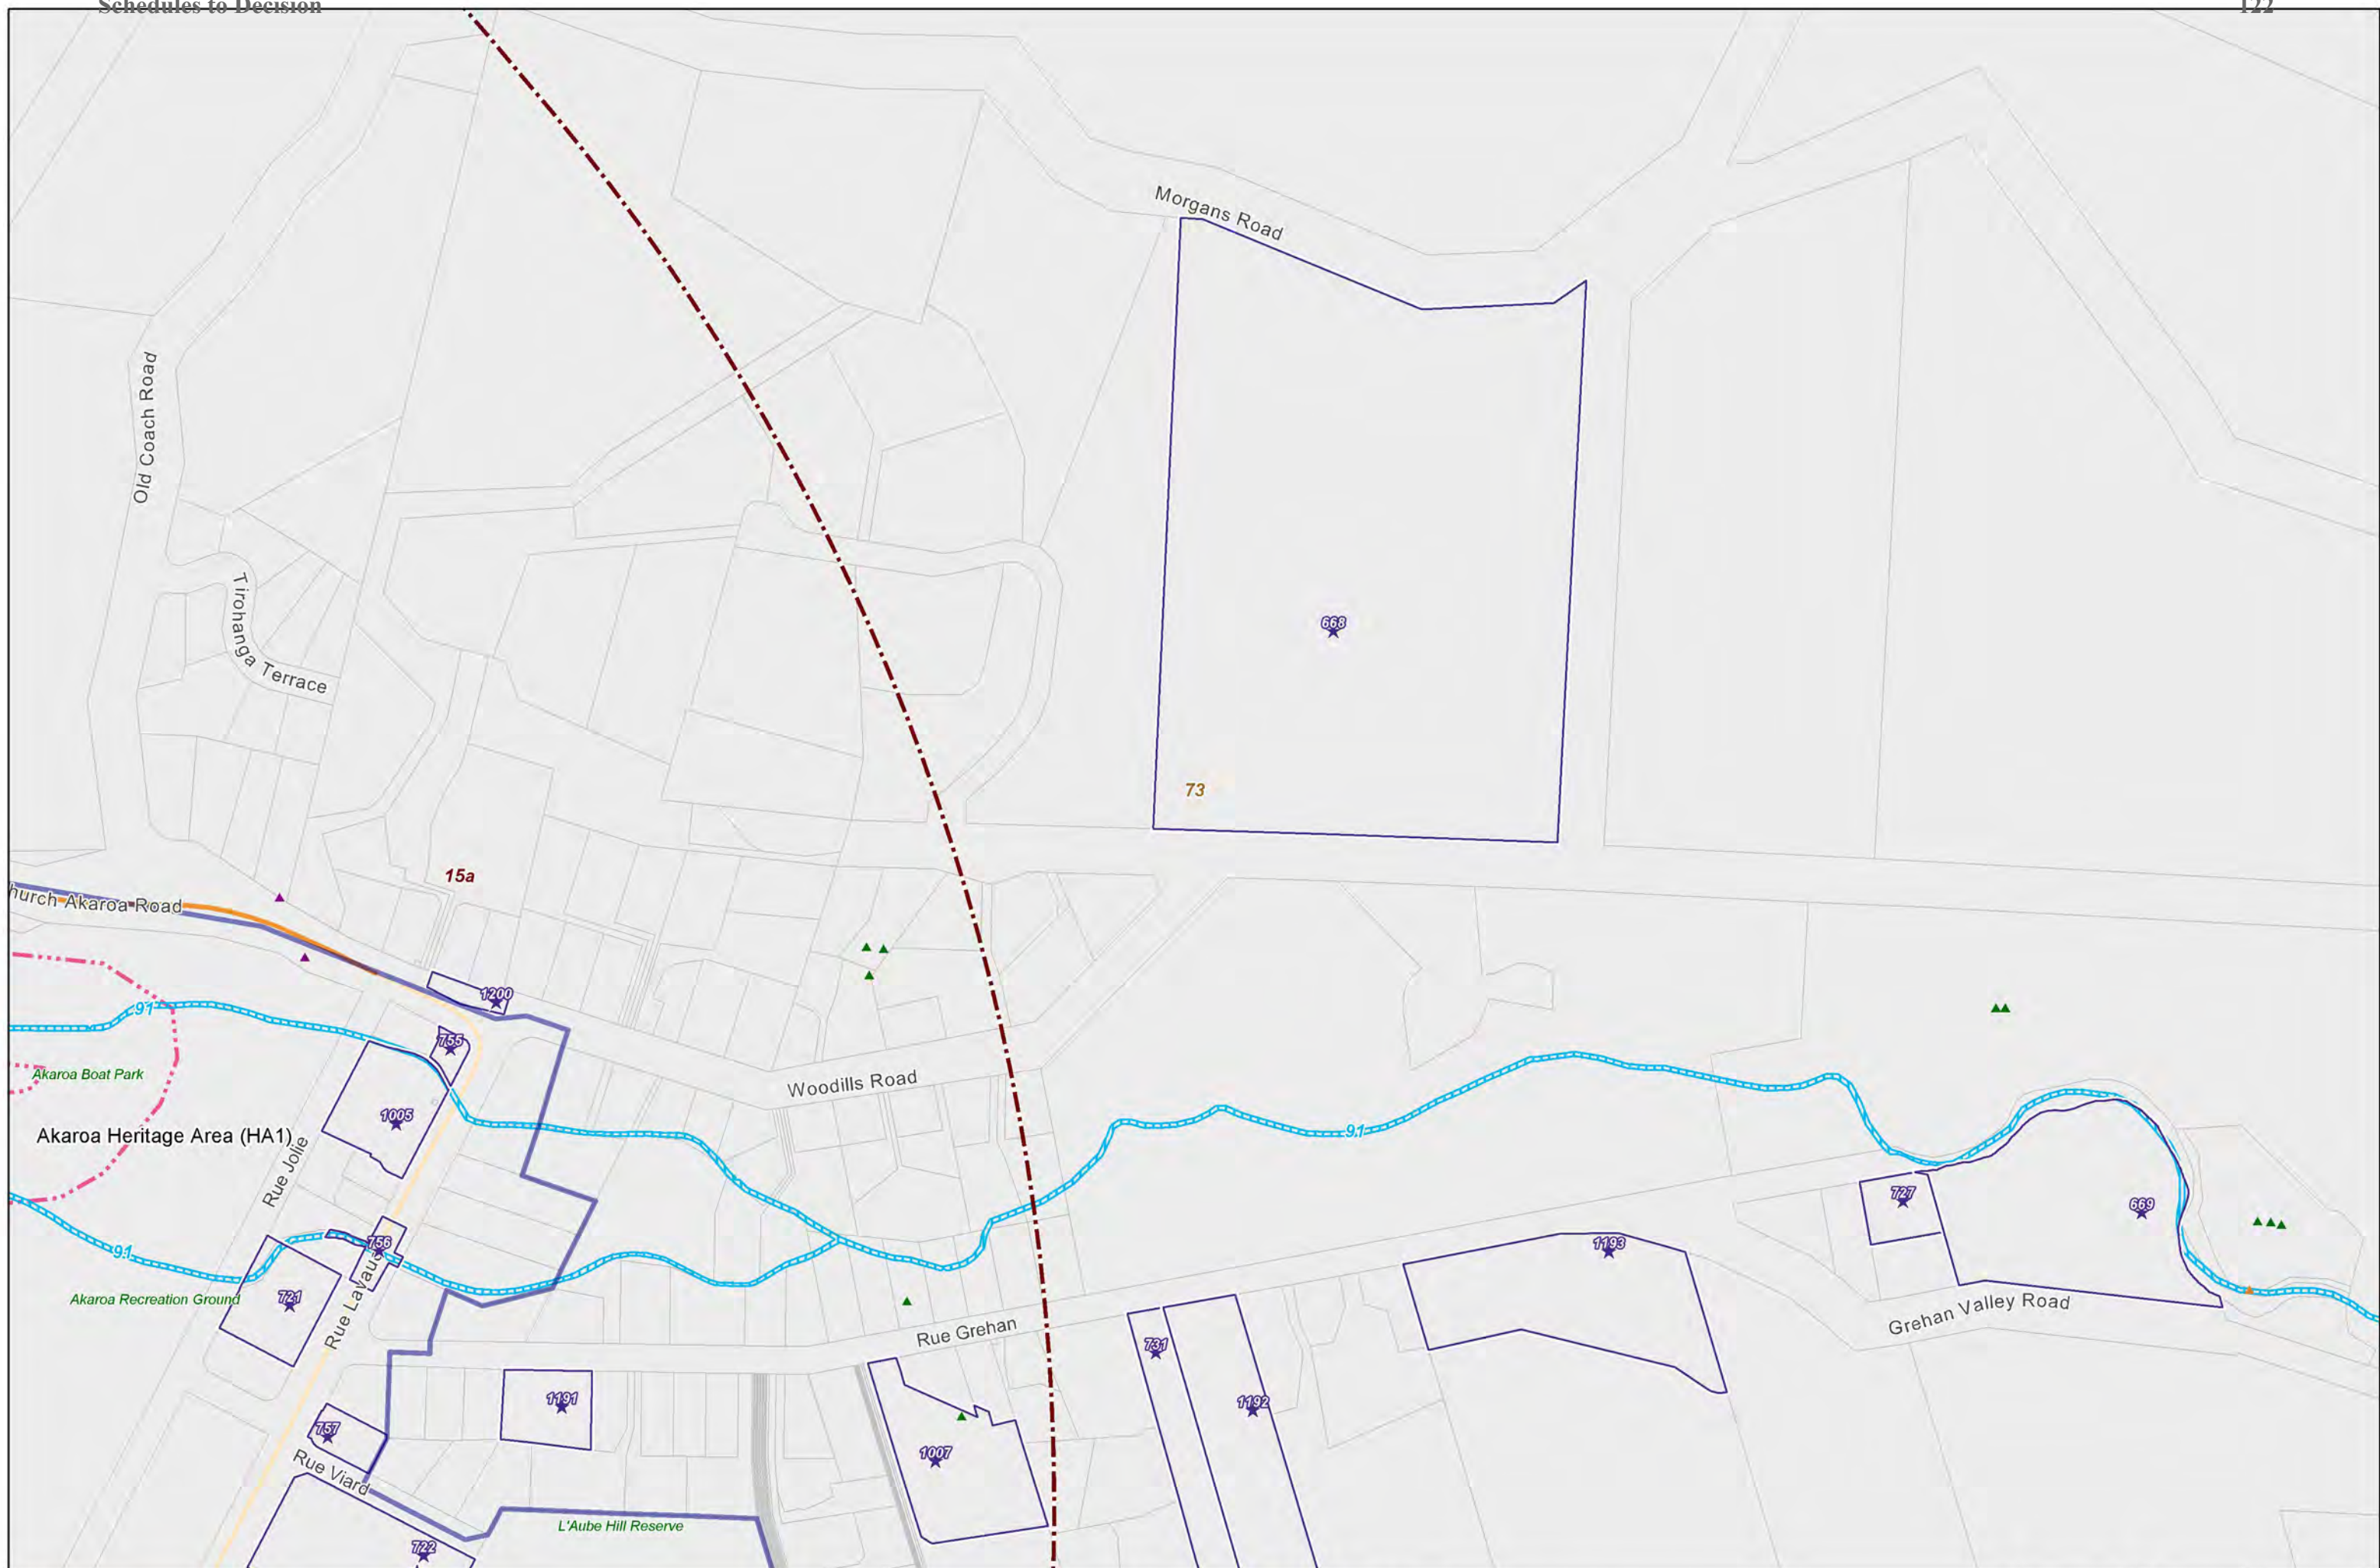 Schedules to Decision
122
Morgans Road
Old Coach Road
Tirohanga Terrace
668
73
15a
hurch Akaroa Road
1200
91
755
Akaroa Boat Park
Woodills Road
1005
91
Akaroa Heritage Area (HA1)
Rue Jolie
727
669
756
91
1193
721
Akaroa Recreation Ground
Rue Lavaud
Rue Grehan
Grehan Valley Road
731
1191
1192
757
1007
Rue Viard
L'Aube Hill Reserve
722